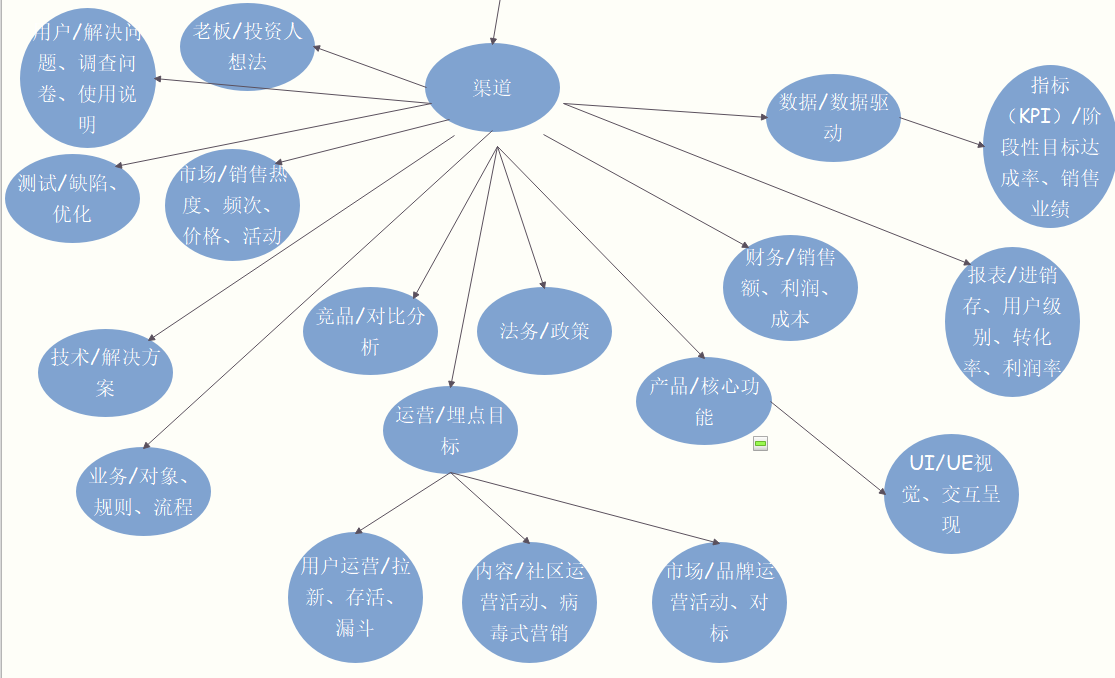 用户/解决问
题、调查问
卷、使用说
明
老板/投资人
想法
渠道
数据/数据驱
动
指标
（KPI）/阶
段性目标达
成率、销售
业绩
测试/缺陷、
优化
市场/销售热
度、频次、
价格、活动
财务/销售
额、利润、
成本
报表/进销
存、用户级
别、转化
率、利润率
竞品/对比分
析
法务/政策
技术/解决方
案
产品/核心功
能
运营/埋点目
标
业务/对象、
规则、流程
UI/UE视
觉、交互呈
现
用户运营/拉
新、存活、
漏斗
内容/社区运
营活动、病
毒式营销
市场/品牌运
营活动、对
标